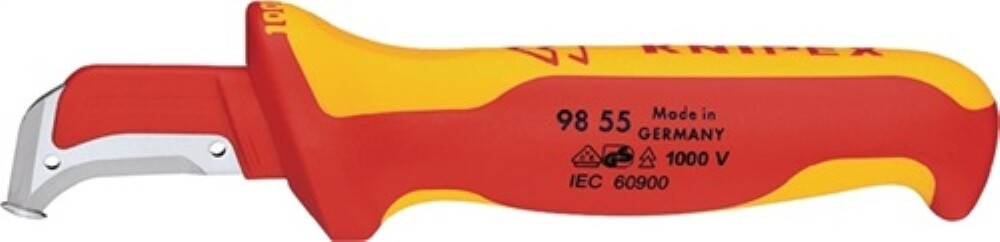 KNIPEX
98 55 Made in GERMANY
1000 V
IEC 60900